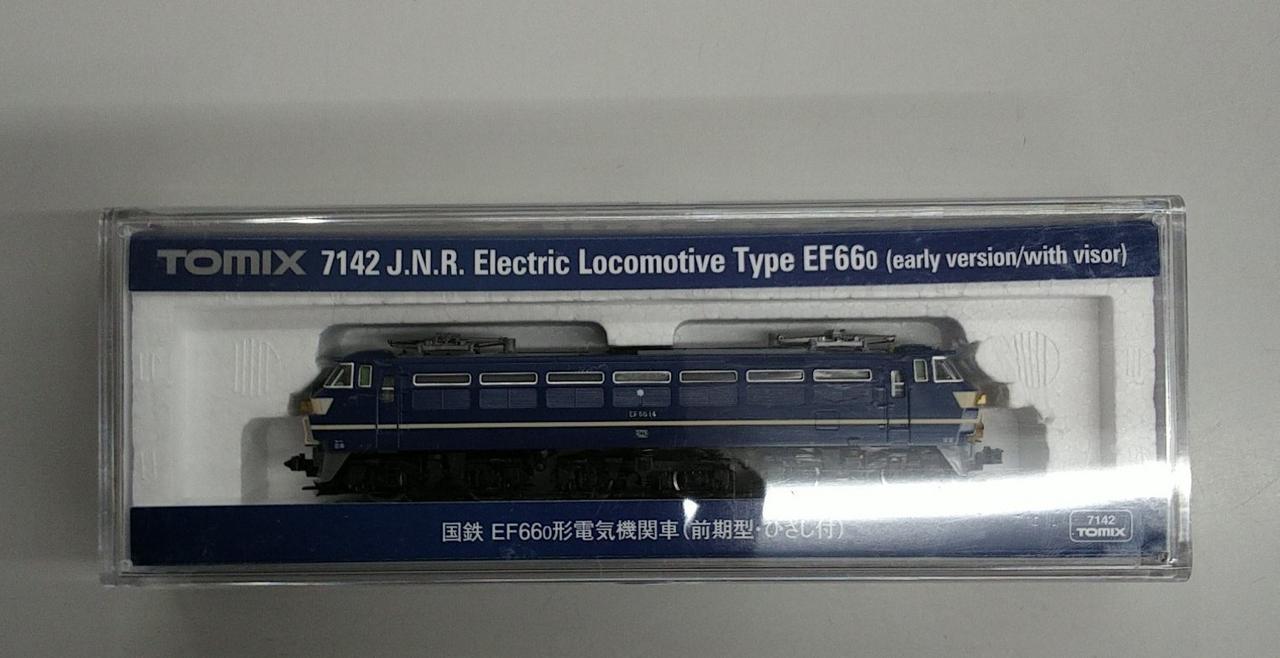 TOMIX 7142 J.N.R. Electric Locomotive Type EF660 (early version/with visor)
EF66 14
国鉄 EF660形電気機関車(前期型・ひさし付)
7142
TOMIX